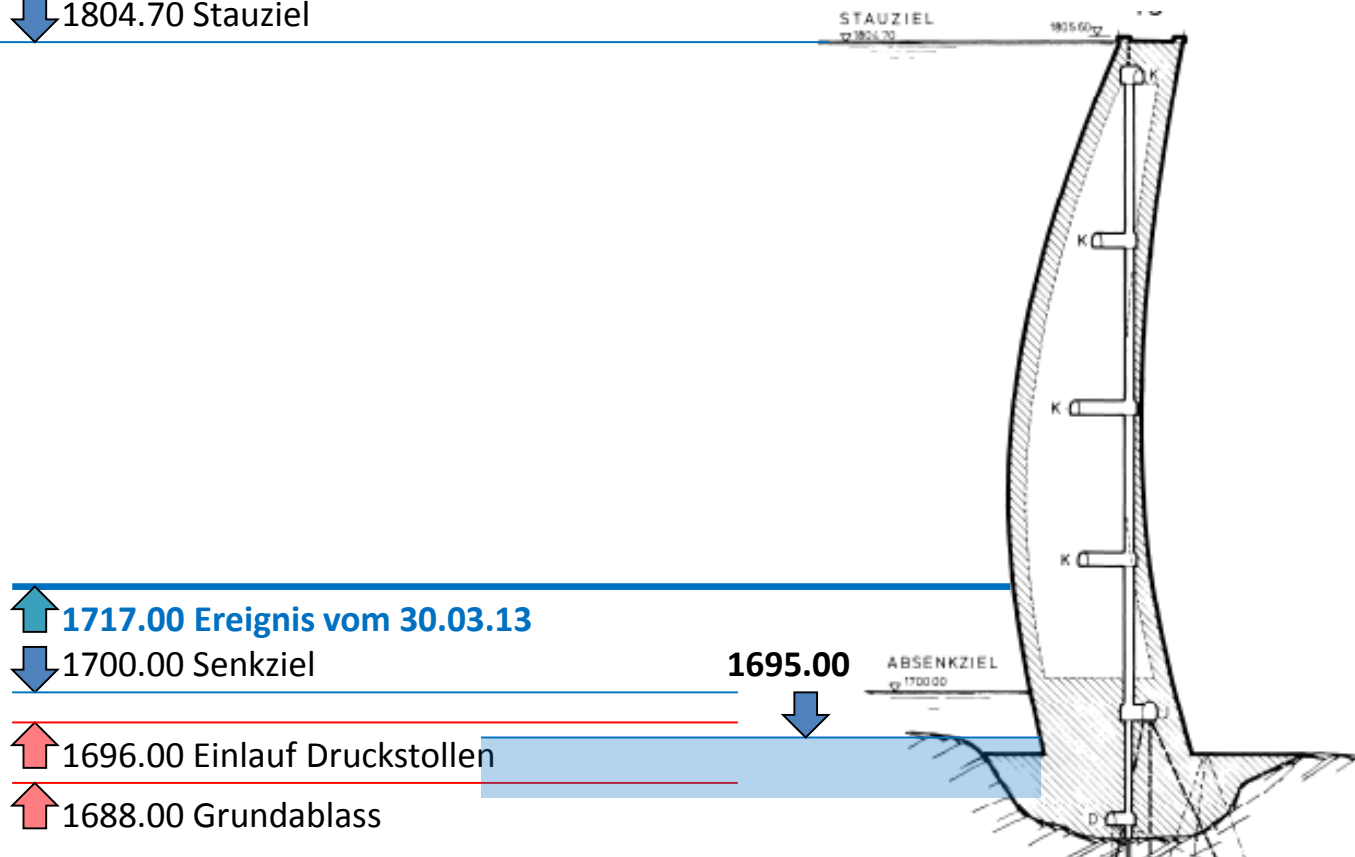 1804.70 Stauziel
STAUZIEL
1804.70
1805.60
K
K
K
K
1717.00 Ereignis vom 30.03.13
1700.00 Senkziel
1695.00
ABSENKZIEL
1700.00
1696.00 Einlauf Druckstollen
1688.00 Grundablass
D